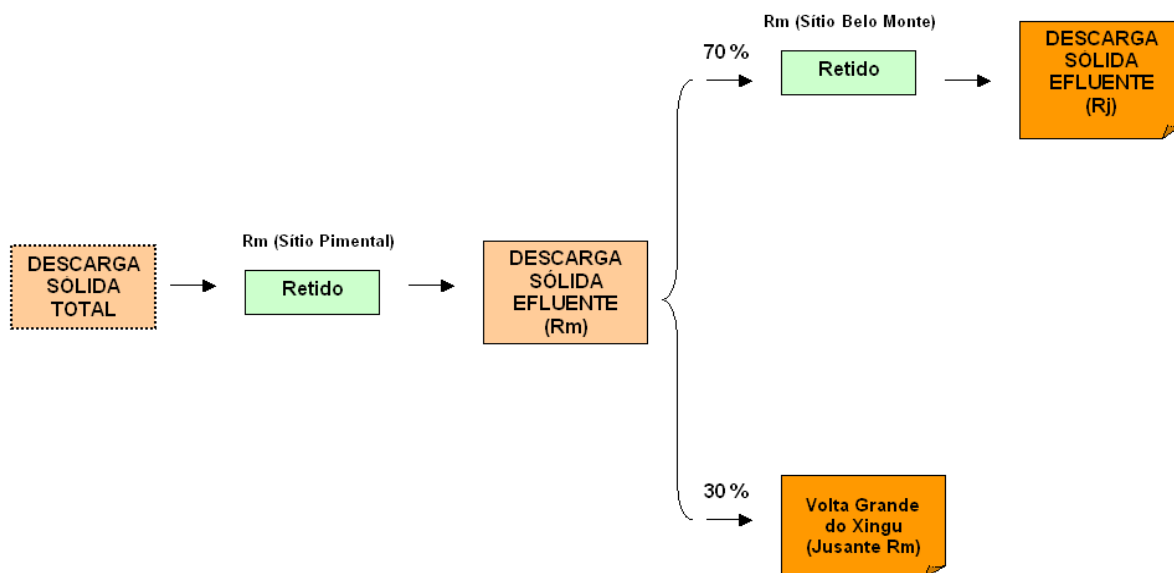 Rm (Sítio Belo Monte)
70 %
Retido
DESCARGA
SÓLIDA
EFLUENTE
(Rj)
Rm (Sítio Pimental)
DESCARGA
SÓLIDA
TOTAL
Retido
DESCARGA
SÓLIDA
EFLUENTE
(Rm)
30 %
Volta Grande
do Xingu
(Jusante Rm)